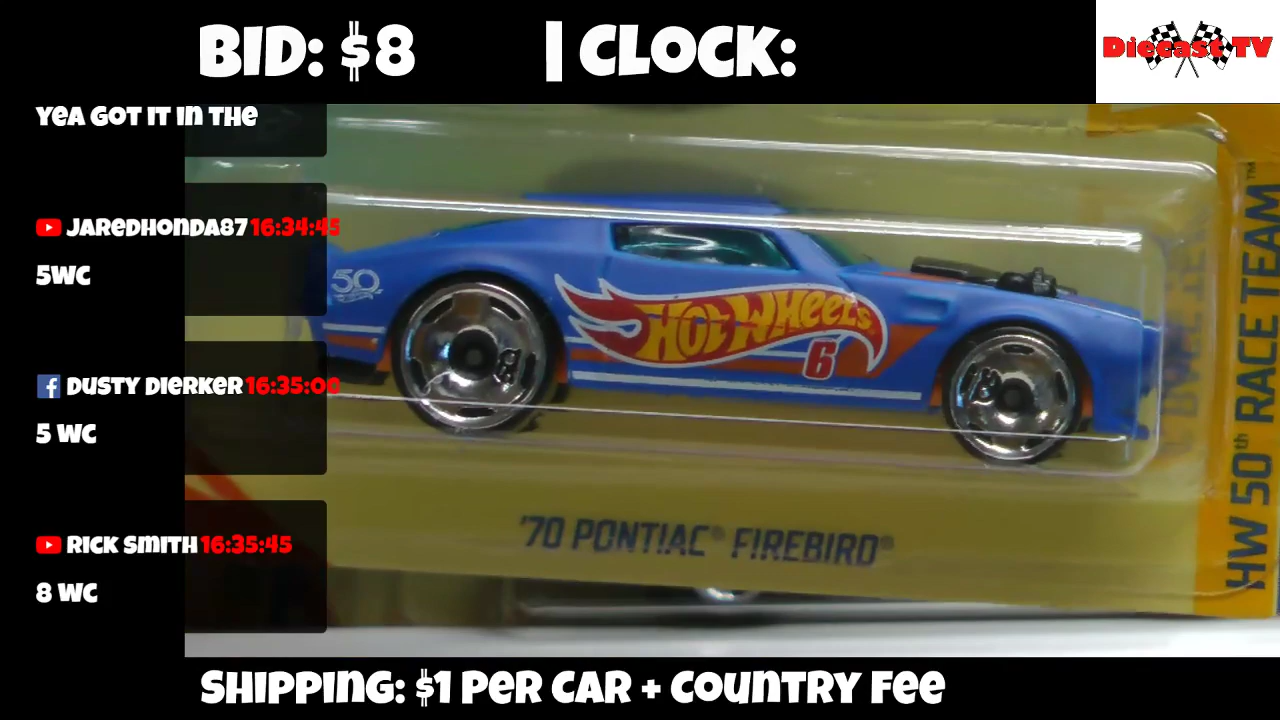 BID: $8 | CLOCK:
Diecast TV
YEA GOT IT IN THE
JAREDHONDA87 16:34:45
5WC
DUSTY DIERKER 16:35:00
5 WC
RICK SMITH 16:35:45
8 WC
50
HOT WHEELS
6
'70 PONTIAC® FIREBIRD®
HW 50th RACE TEAM™
SHIPPING: $1 PER CAR + COUNTRY FEE